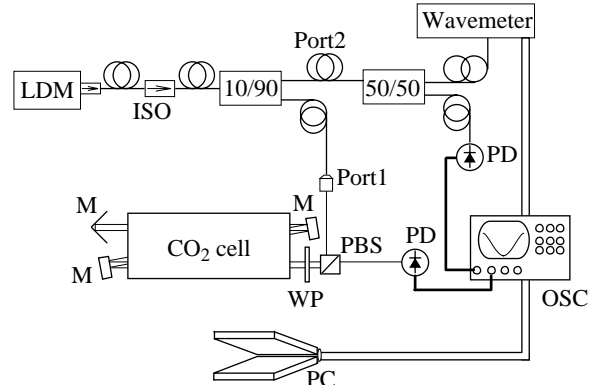 Wavemeter
Port2
LDM
ISO
10/90
50/50
PD
Port1
M
M
CO₂ cell
PBS
PD
M
WP
OSC
PC